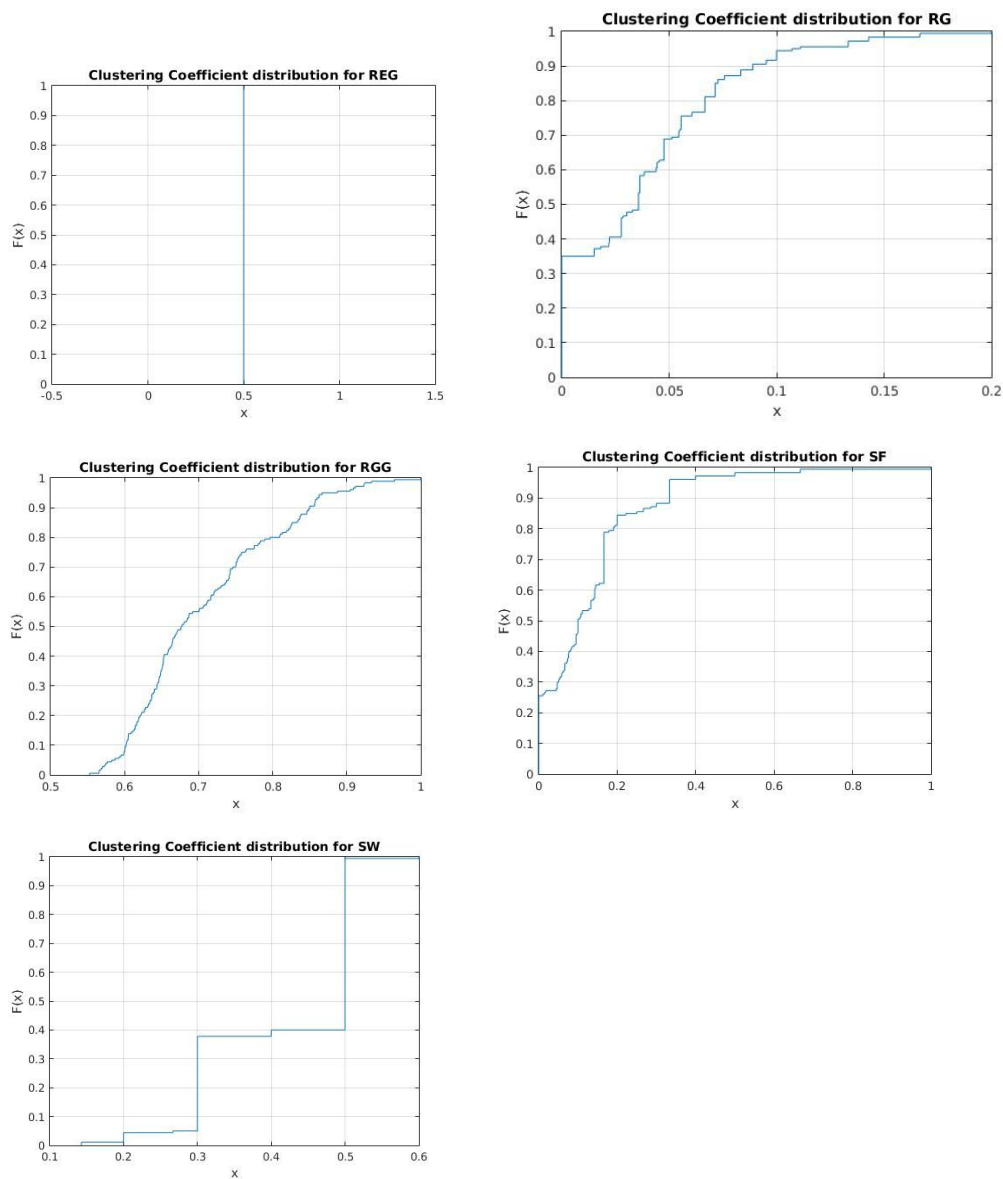 Clustering Coefficient distribution for REG
1
0.9
0.8
0.7
0.6
0.5
0.4
0.3
0.2
0.1
0
F(x)
-0.5 0 0.5 1 1.5
x
Clustering Coefficient distribution for RG
1
0.9
0.8
0.7
0.6
0.5
0.4
0.3
0.2
0.1
0
F(x)
0 0.05 0.1 0.15 0.2
x
Clustering Coefficient distribution for RGG
1
0.9
0.8
0.7
0.6
0.5
0.4
0.3
0.2
0.1
0
F(x)
0.5 0.6 0.7 0.8 0.9 1
x
Clustering Coefficient distribution for SF
1
0.9
0.8
0.7
0.6
0.5
0.4
0.3
0.2
0.1
0
F(x)
0 0.2 0.4 0.6 0.8 1
x
Clustering Coefficient distribution for SW
1
0.9
0.8
0.7
0.6
0.5
0.4
0.3
0.2
0.1
0
F(x)
0.1 0.2 0.3 0.4 0.5 0.6
x